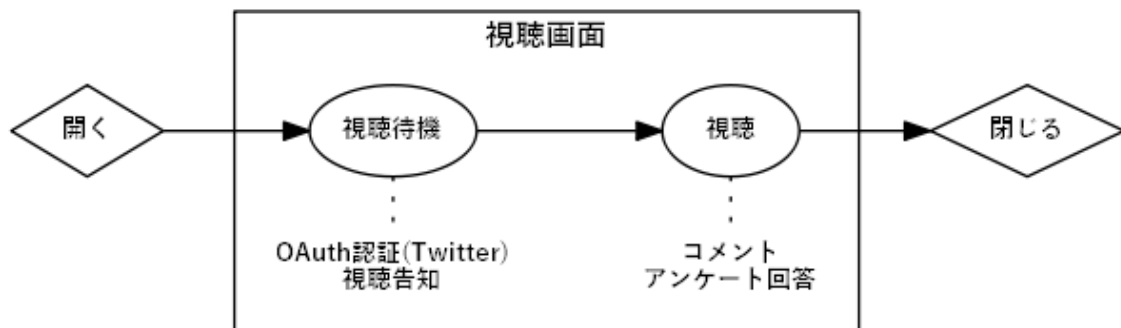 視聴画面
開く
視聴待機
視聴
閉じる
OAuth認証(Twitter)
視聴告知
コメント
アンケート回答